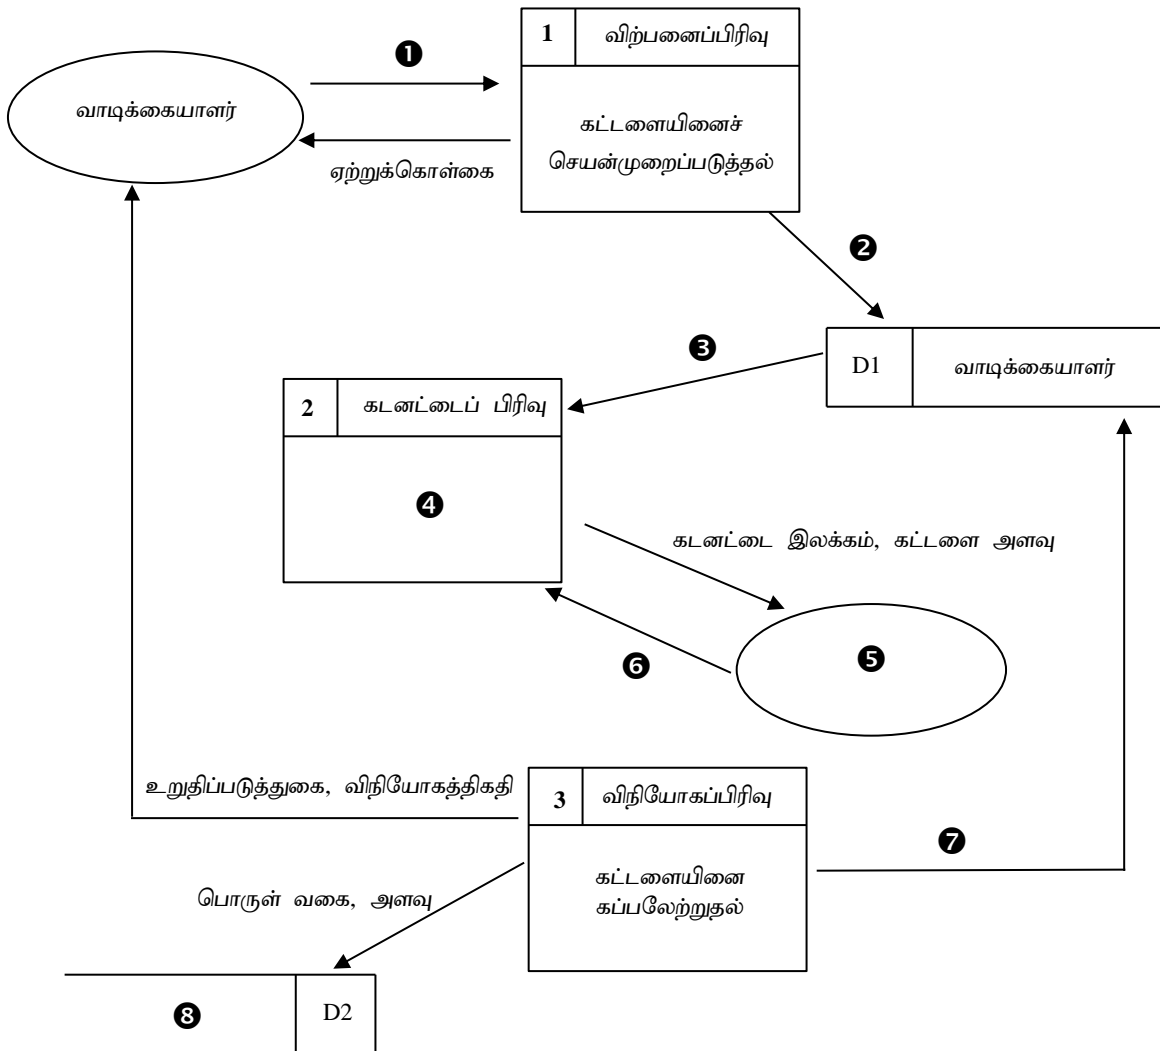 1 விற்பனைப்பிரிவு
❶
வாடிக்கையாளர்
கட்டளையினைச்
செயன்முறைப்படுத்தல்
ஏற்றுக்கொள்கை
❷
❸
D1 வாடிக்கையாளர்
2 கடனட்டைப் பிரிவு
❹
கடனட்டை இலக்கம், கட்டளை அளவு
❺
❻
உறுதிப்படுத்துகை, விநியோகத்திகதி
3 விநியோகப்பிரிவு
❼
கட்டளையினை
கப்பலேற்றுதல்
பொருள் வகை, அளவு
❽ D2